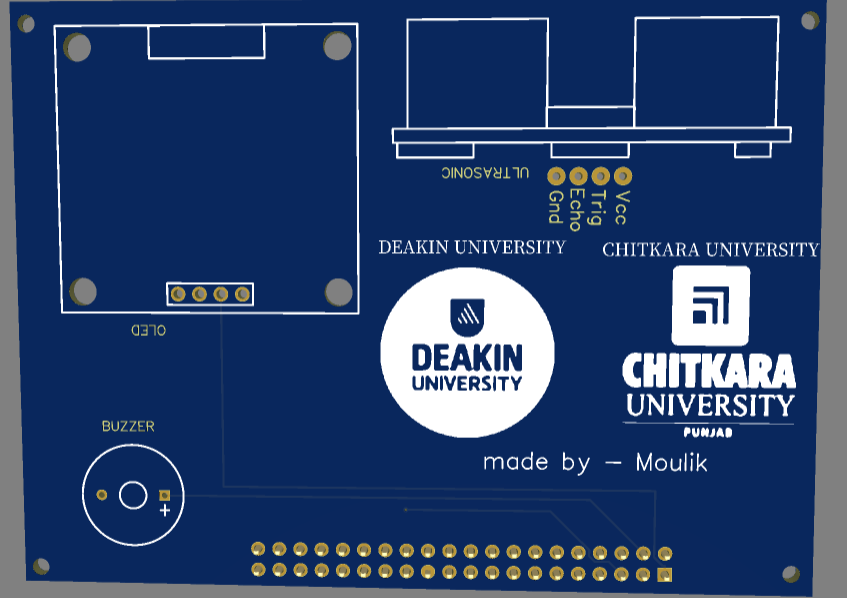 ULTRASONIC
Gnd
Echo
Trig
Vcc
DEAKIN UNIVERSITY
CHITKARA UNIVERSITY
DEAKIN
UNIVERSITY
CHITKARA
UNIVERSITY
PUNJAB
OLED
BUZZER
+
made by - Moulik